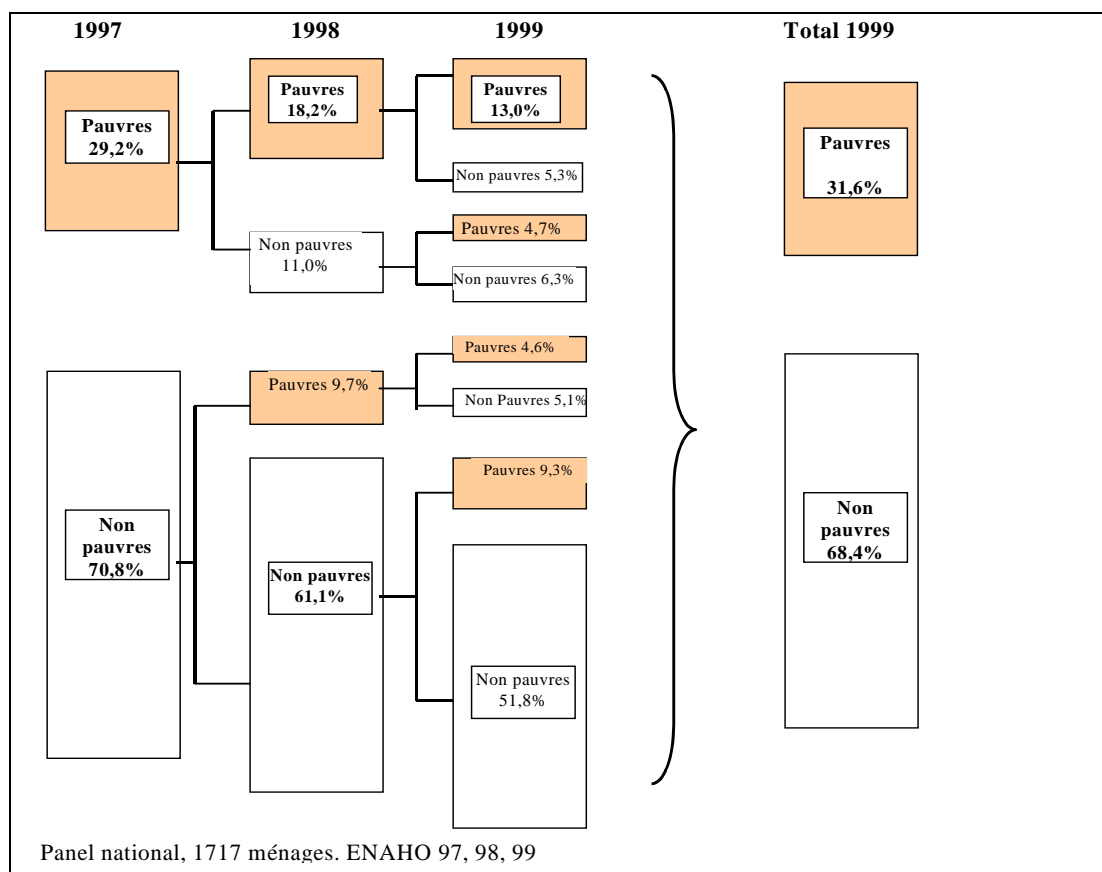 1997
1998
1999
Total 1999
Pauvres
29,2%
Pauvres
18,2%
Pauvres
13,0%
Non pauvres 5,3%
Non pauvres
11,0%
Pauvres 4,7%
Non pauvres 6,3%
Non
pauvres
70,8%
Pauvres 9,7%
Pauvres 4,6%
Non Pauvres 5,1%
Non pauvres
61,1%
Pauvres 9,3%
Non pauvres
51,8%
Pauvres
31,6%
Non
pauvres
68,4%
Panel national, 1717 ménages. ENAHO 97, 98, 99